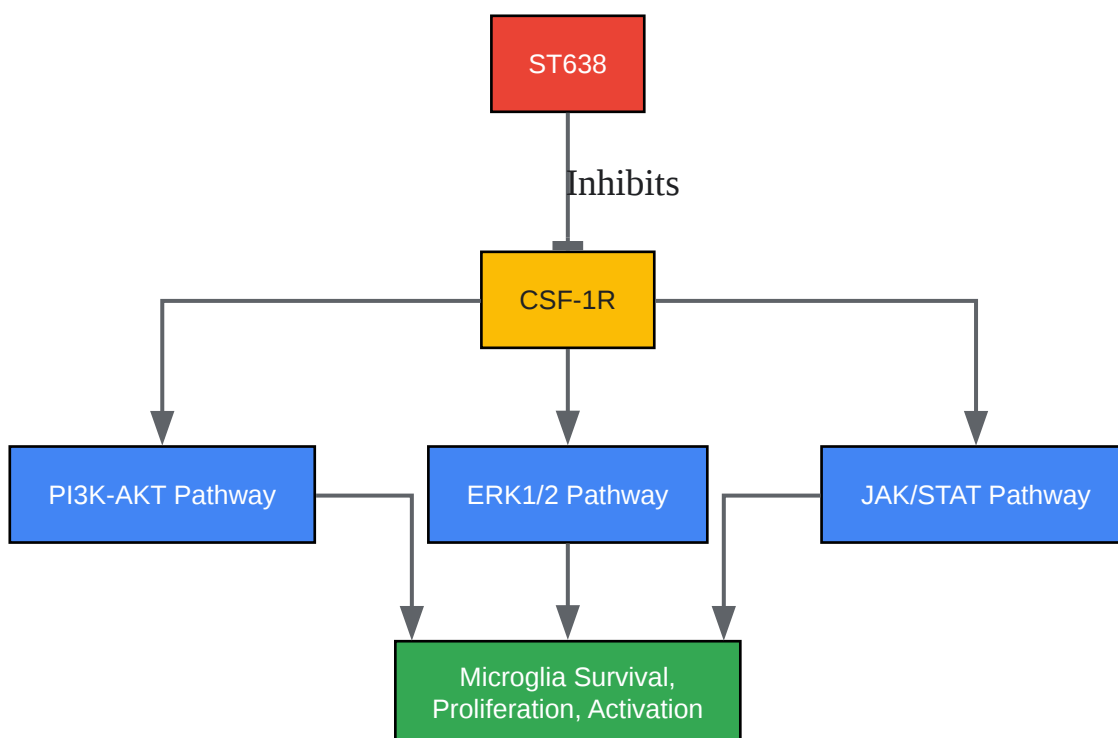 ST638
Inhibits
CSF-1R
PI3K-AKT Pathway
ERK1/2 Pathway
JAK/STAT Pathway
Microglia Survival,
Proliferation, Activation